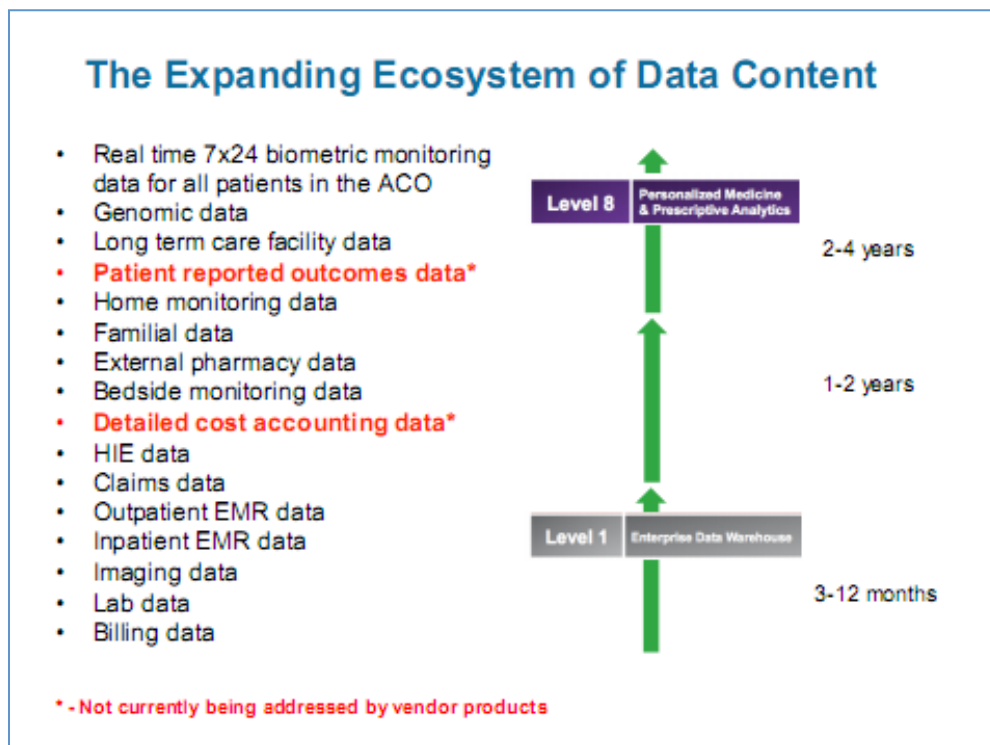 The Expanding Ecosystem of Data Content
• Real time 7x24 biometric monitoring
data for all patients in the ACO
• Genomic data
• Long term care facility data
• Patient reported outcomes data*
• Home monitoring data
• Familial data
• External pharmacy data
• Bedside monitoring data
• Detailed cost accounting data*
• HIE data
• Claims data
• Outpatient EMR data
• Inpatient EMR data
• Imaging data
• Lab data
• Billing data
Level 8
Personalized Medicine
& Prescriptive Analytics
2-4 years
1-2 years
Level 1
Enterprise Data Warehouse
3-12 months
* - Not currently being addressed by vendor products